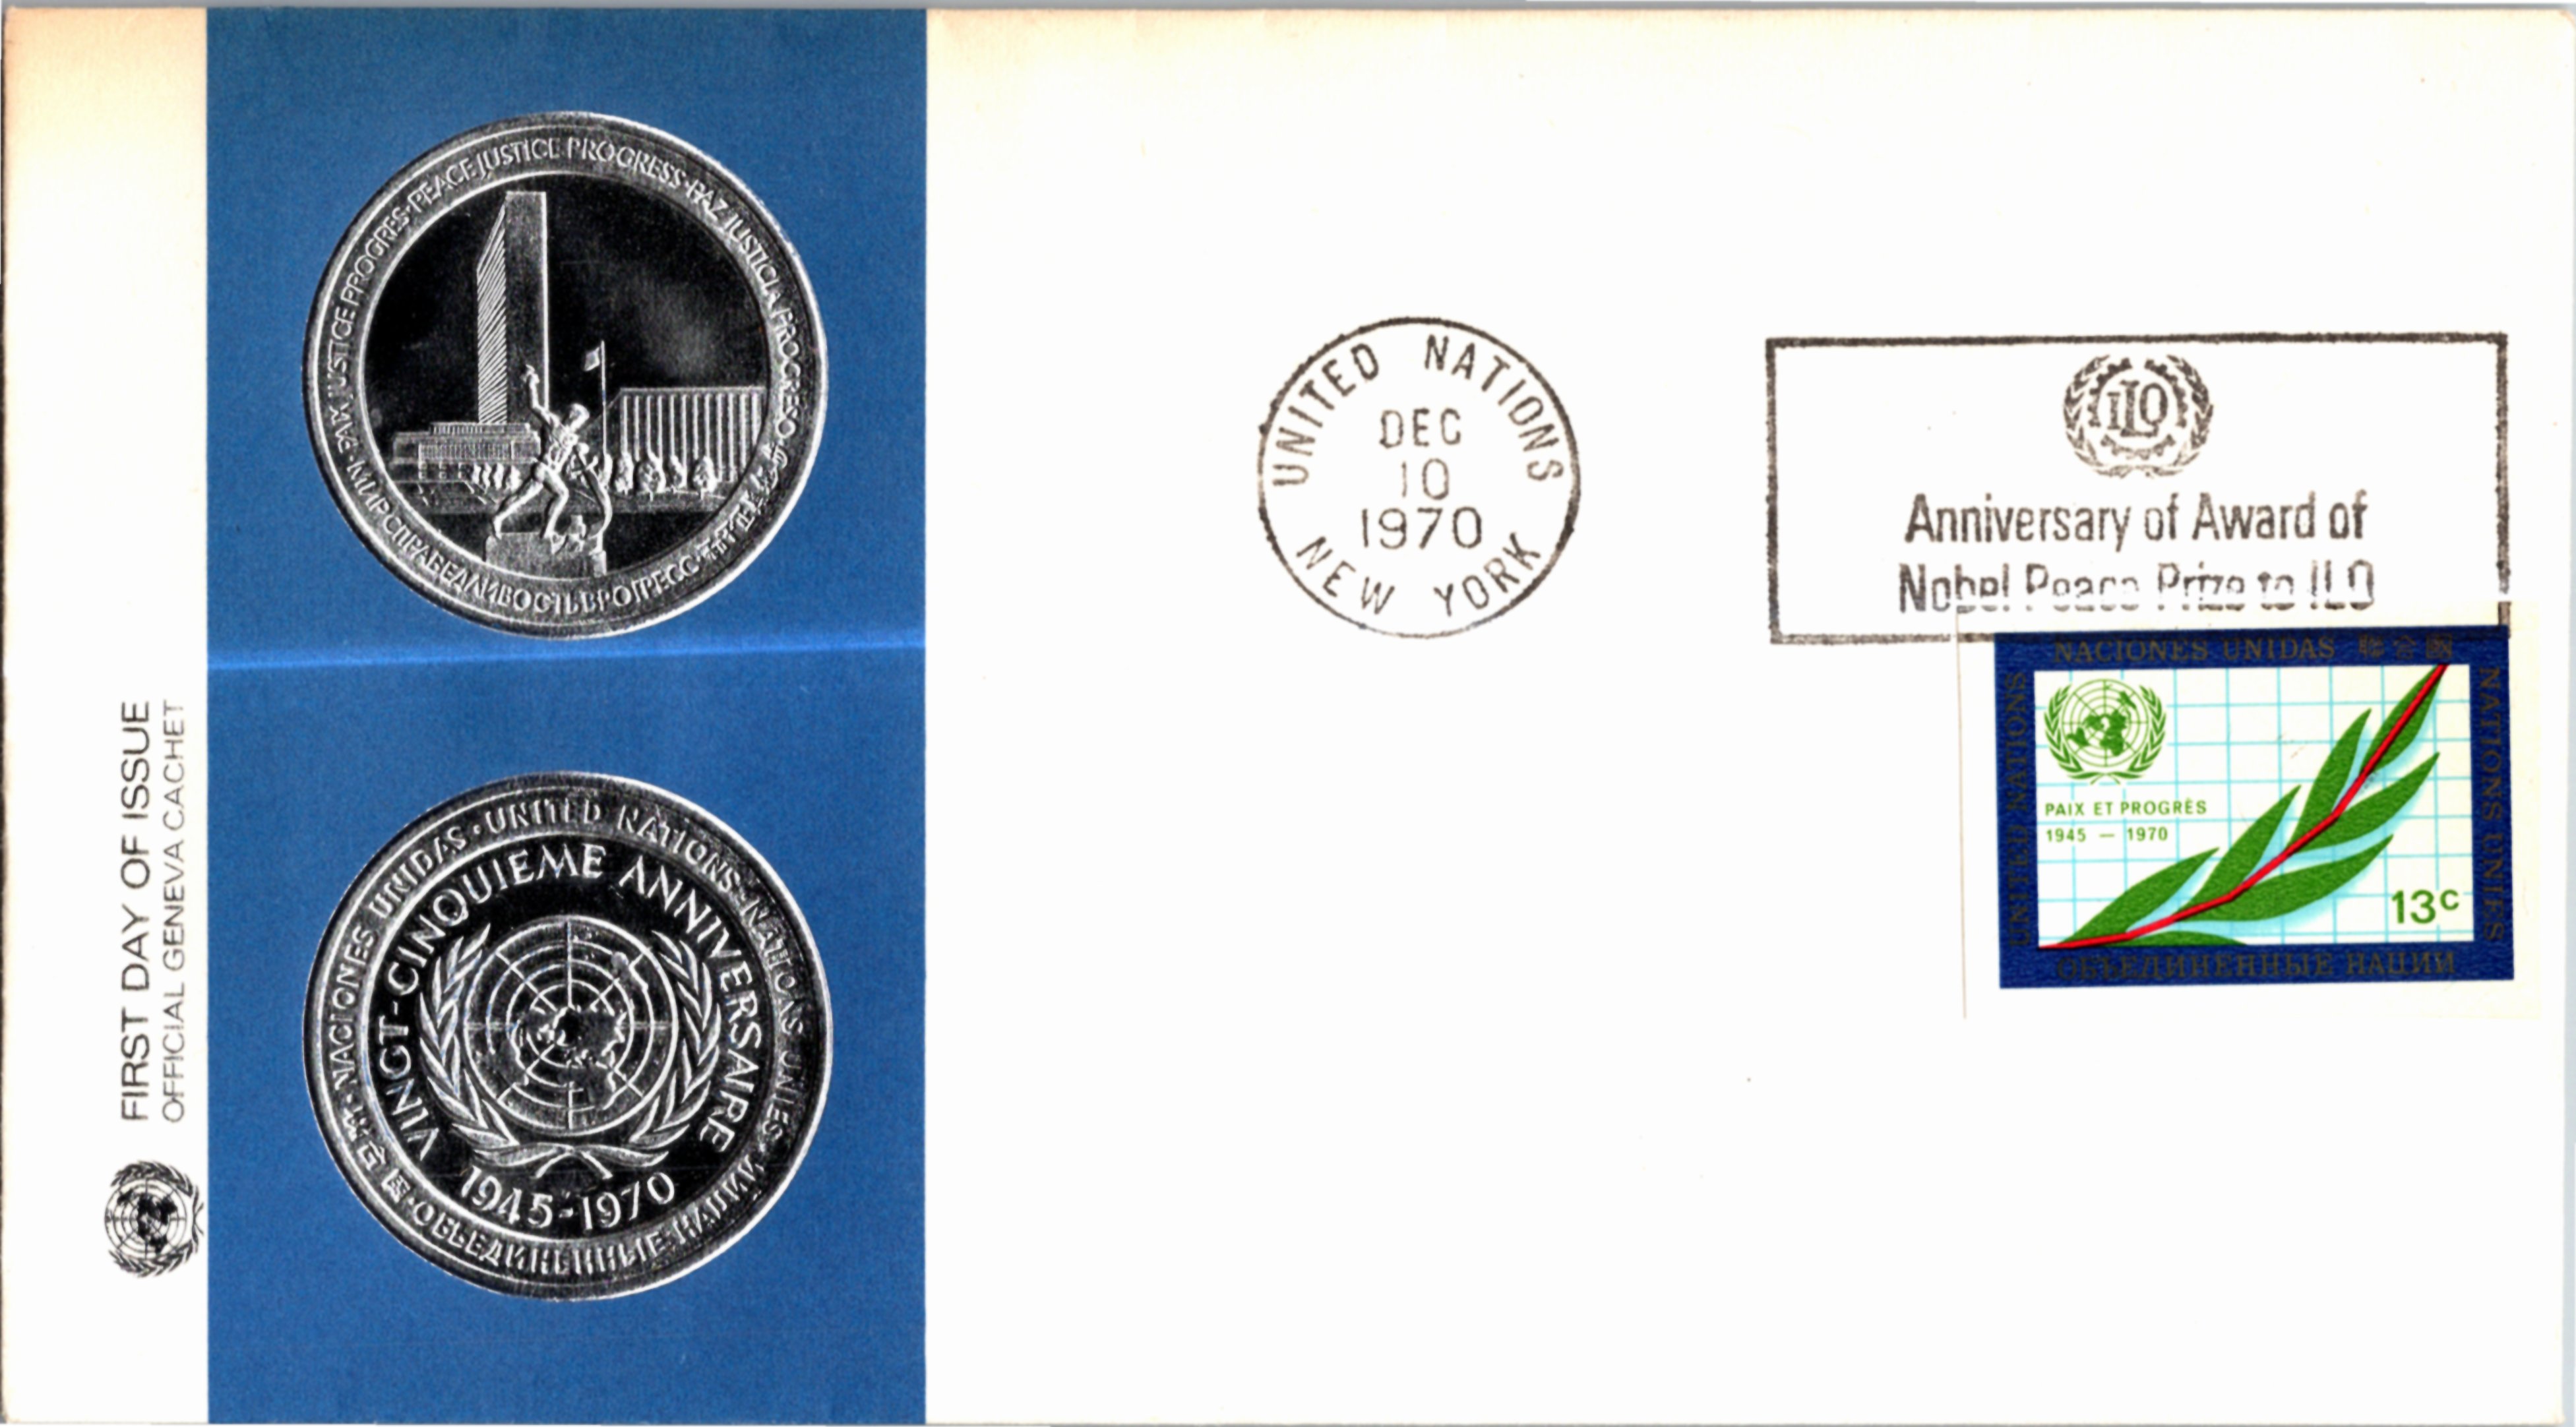 FIRST DAY OF ISSUE
OFFICIAL GENEVA CACHET
PAIX JUSTICE PROGRES · PEACE JUSTICE PROGRESS · PAZ JUSTICIA PROGRESO
МИР СПРАВЕДЛИВОСТЬ
NACIONES UNIDAS · UNITED NATIONS · NATIONS UNIES
ОБЪЕДИНЕННЫЕ НАЦИИ
VINGT-CINQUIEME ANNIVERSAIRE
1945-1970
UNITED NATIONS
DEC
10
1970
NEW YORK
ILO
Anniversary of Award of
Nobel Peace Prize to ILO
NACIONES UNIDAS
UNITED NATIONS
NATIONS UNIES
PAIX ET PROGRÈS
1945 — 1970
13c
ОБЪЕДИНЕННЫЕ НАЦИИ